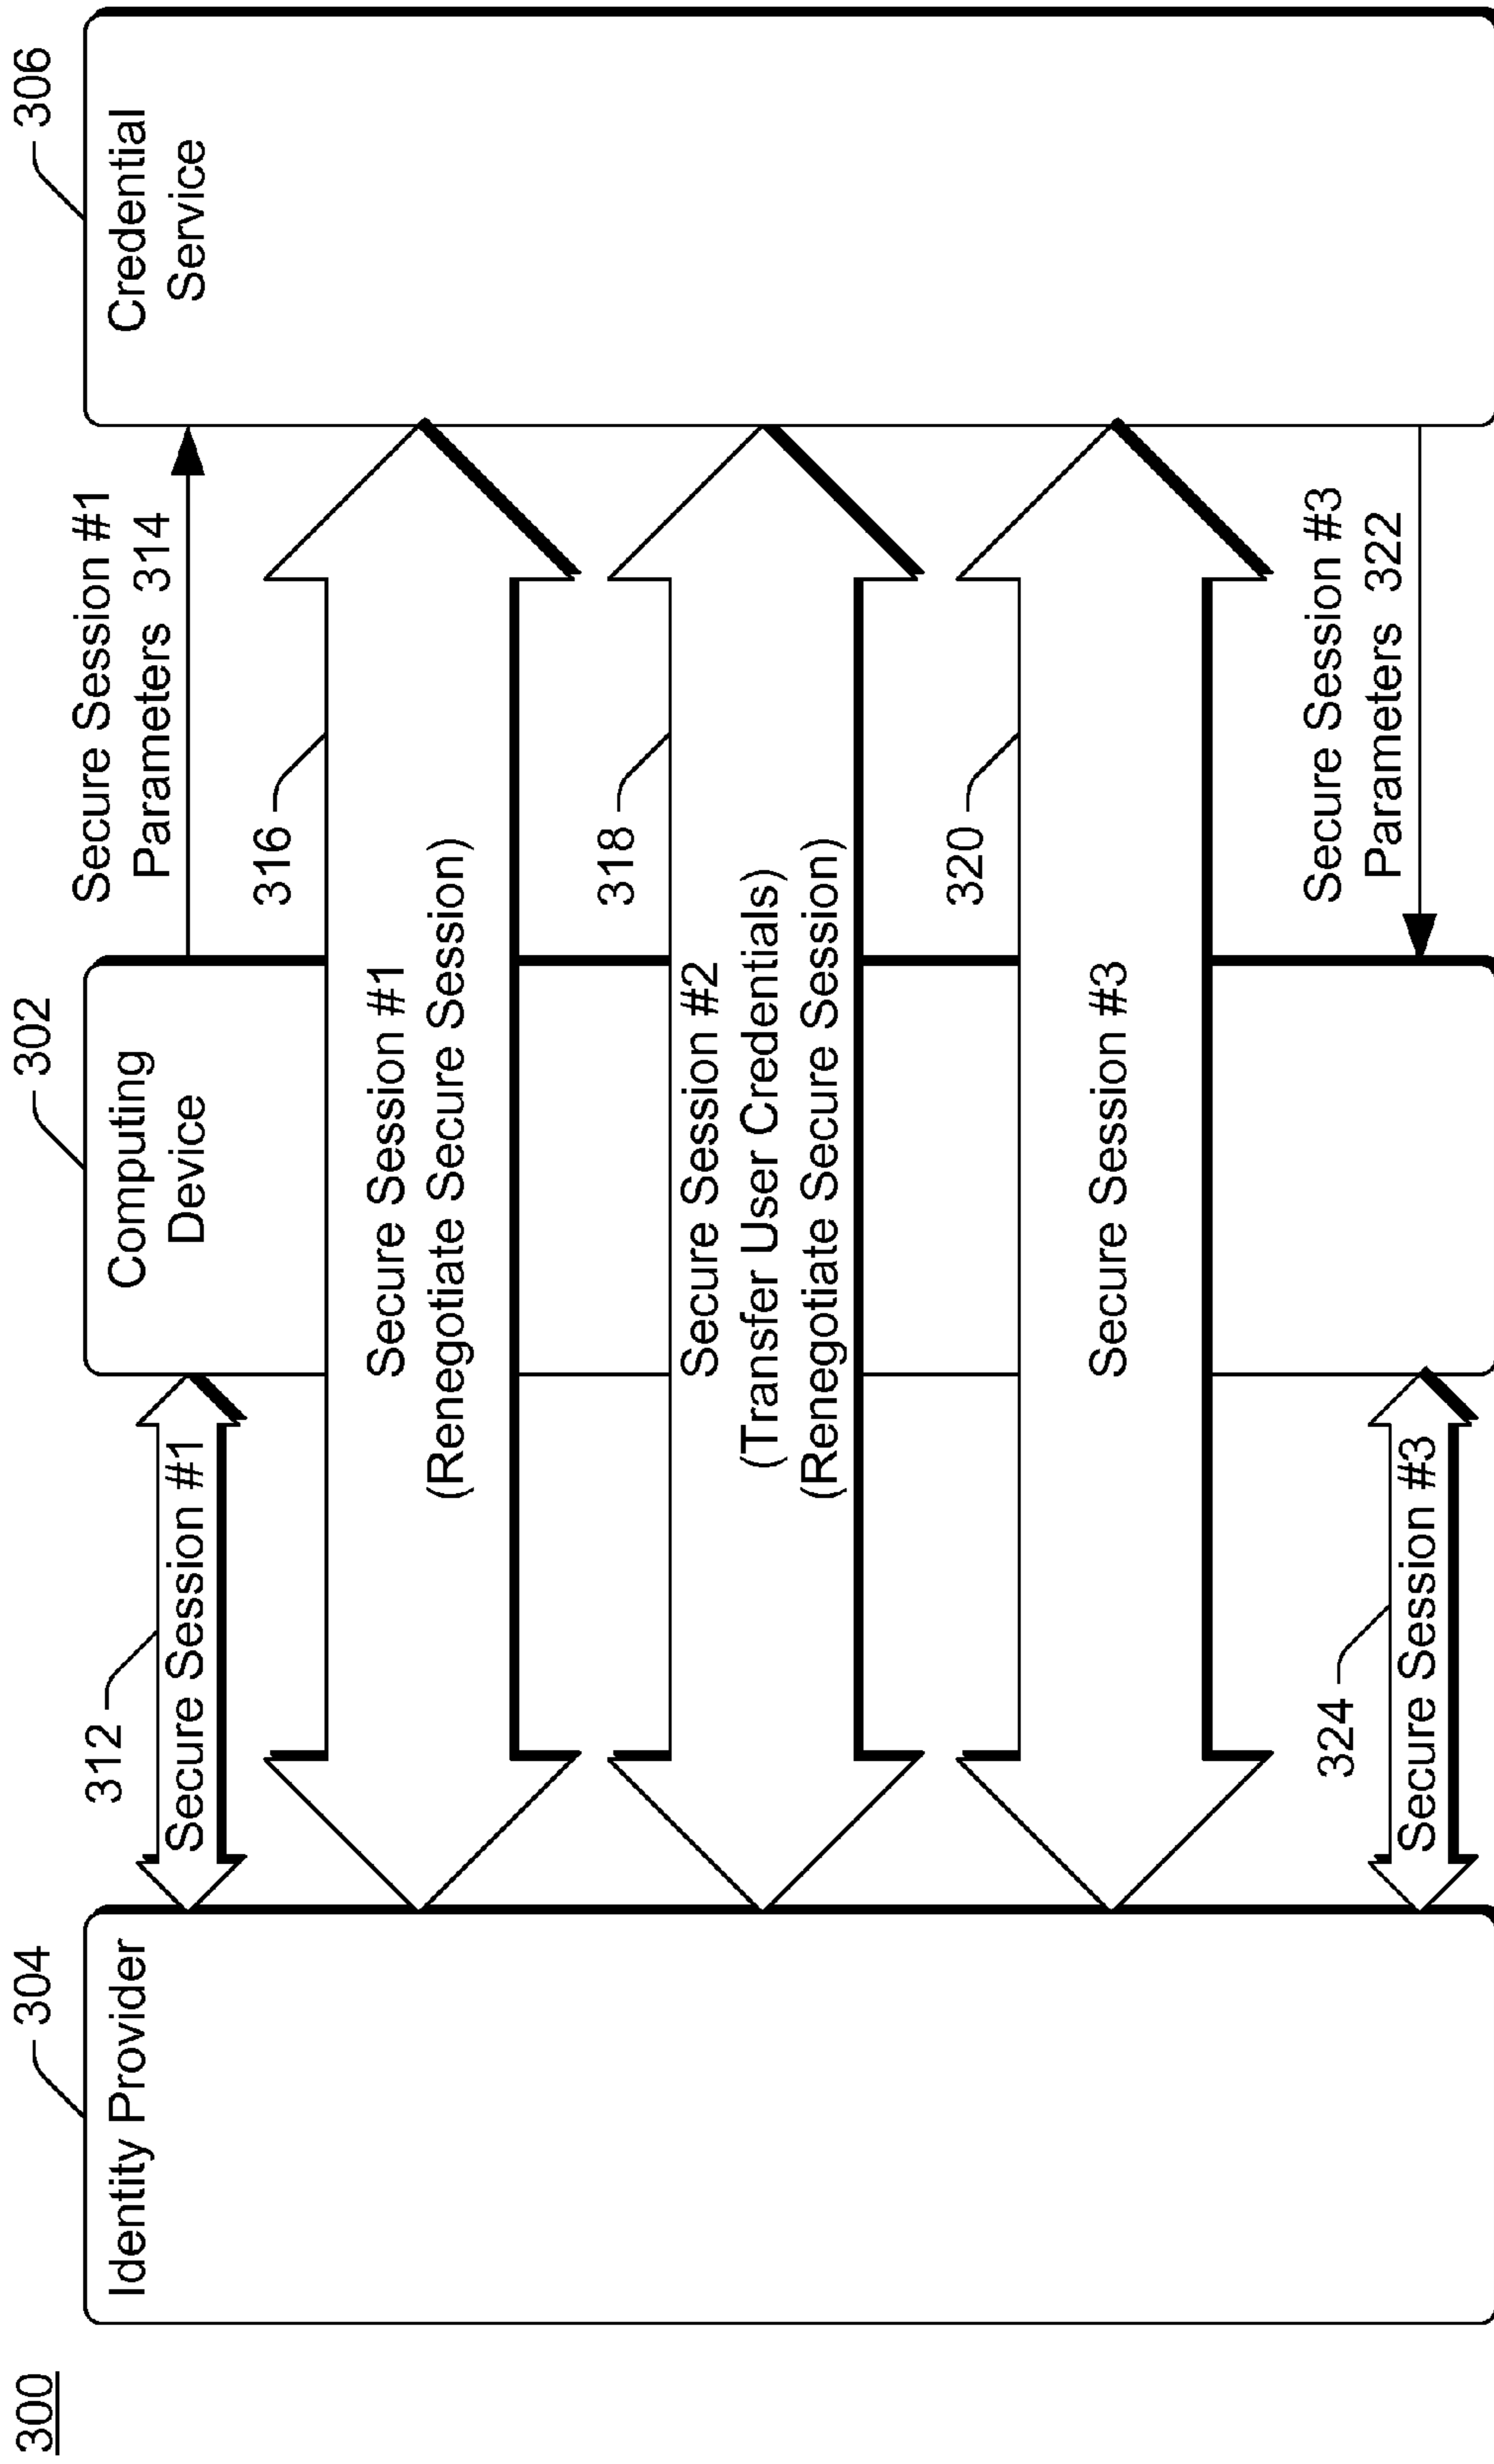 300
304
Identity Provider
302
Computing
Device
306
Credential
Service
312
Secure Session #1
Secure Session #1
Parameters 314
316
Secure Session #1
(Renegotiate Secure Session)
318
Secure Session #2
(Transfer User Credentials)
(Renegotiate Secure Session)
320
Secure Session #3
Secure Session #3
Parameters 322
324
Secure Session #3